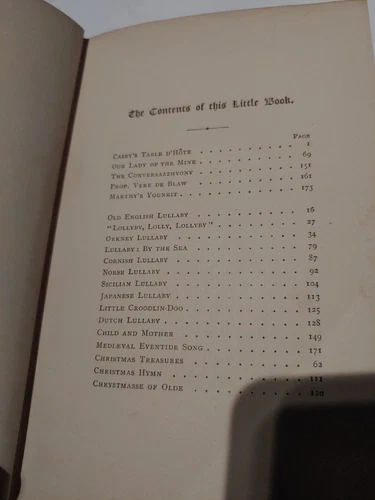 The Contents of this Little Book.
PAGE
CASEY'S TABLE D'HÔTE . . . . . . . . . . . 1
OUR LADY OF THE MINE . . . . . . . . . . . 69
THE CONVERSAZZHYONY . . . . . . . . . . . 151
PROF. VERE DE BLAW . . . . . . . . . . . 161
MARTHY'S YOUNKIT . . . . . . . . . . . 173
OLD ENGLISH LULLABY . . . . . . . . . . . 16
"LOLLYBY, LOLLY, LOLLYBY" . . . . . . . . . . . 27
ORKNEY LULLABY . . . . . . . . . . . 34
LULLABY: BY THE SEA . . . . . . . . . . . 79
CORNISH LULLABY . . . . . . . . . . . 87
NORSE LULLABY . . . . . . . . . . . 92
SICILIAN LULLABY . . . . . . . . . . . 104
JAPANESE LULLABY . . . . . . . . . . . 113
LITTLE CROODLIN-DOO . . . . . . . . . . . 125
DUTCH LULLABY . . . . . . . . . . . 128
CHILD AND MOTHER . . . . . . . . . . . 149
MEDIÆVAL EVENTIDE SONG . . . . . . . . . . . 171
CHRISTMAS TREASURES . . . . . . . . . . . 62
CHRISTMAS HYMN . . . . . . . . . . . 111
CHRYSTMASSE OF OLDE . . . . . . . . . . . 120